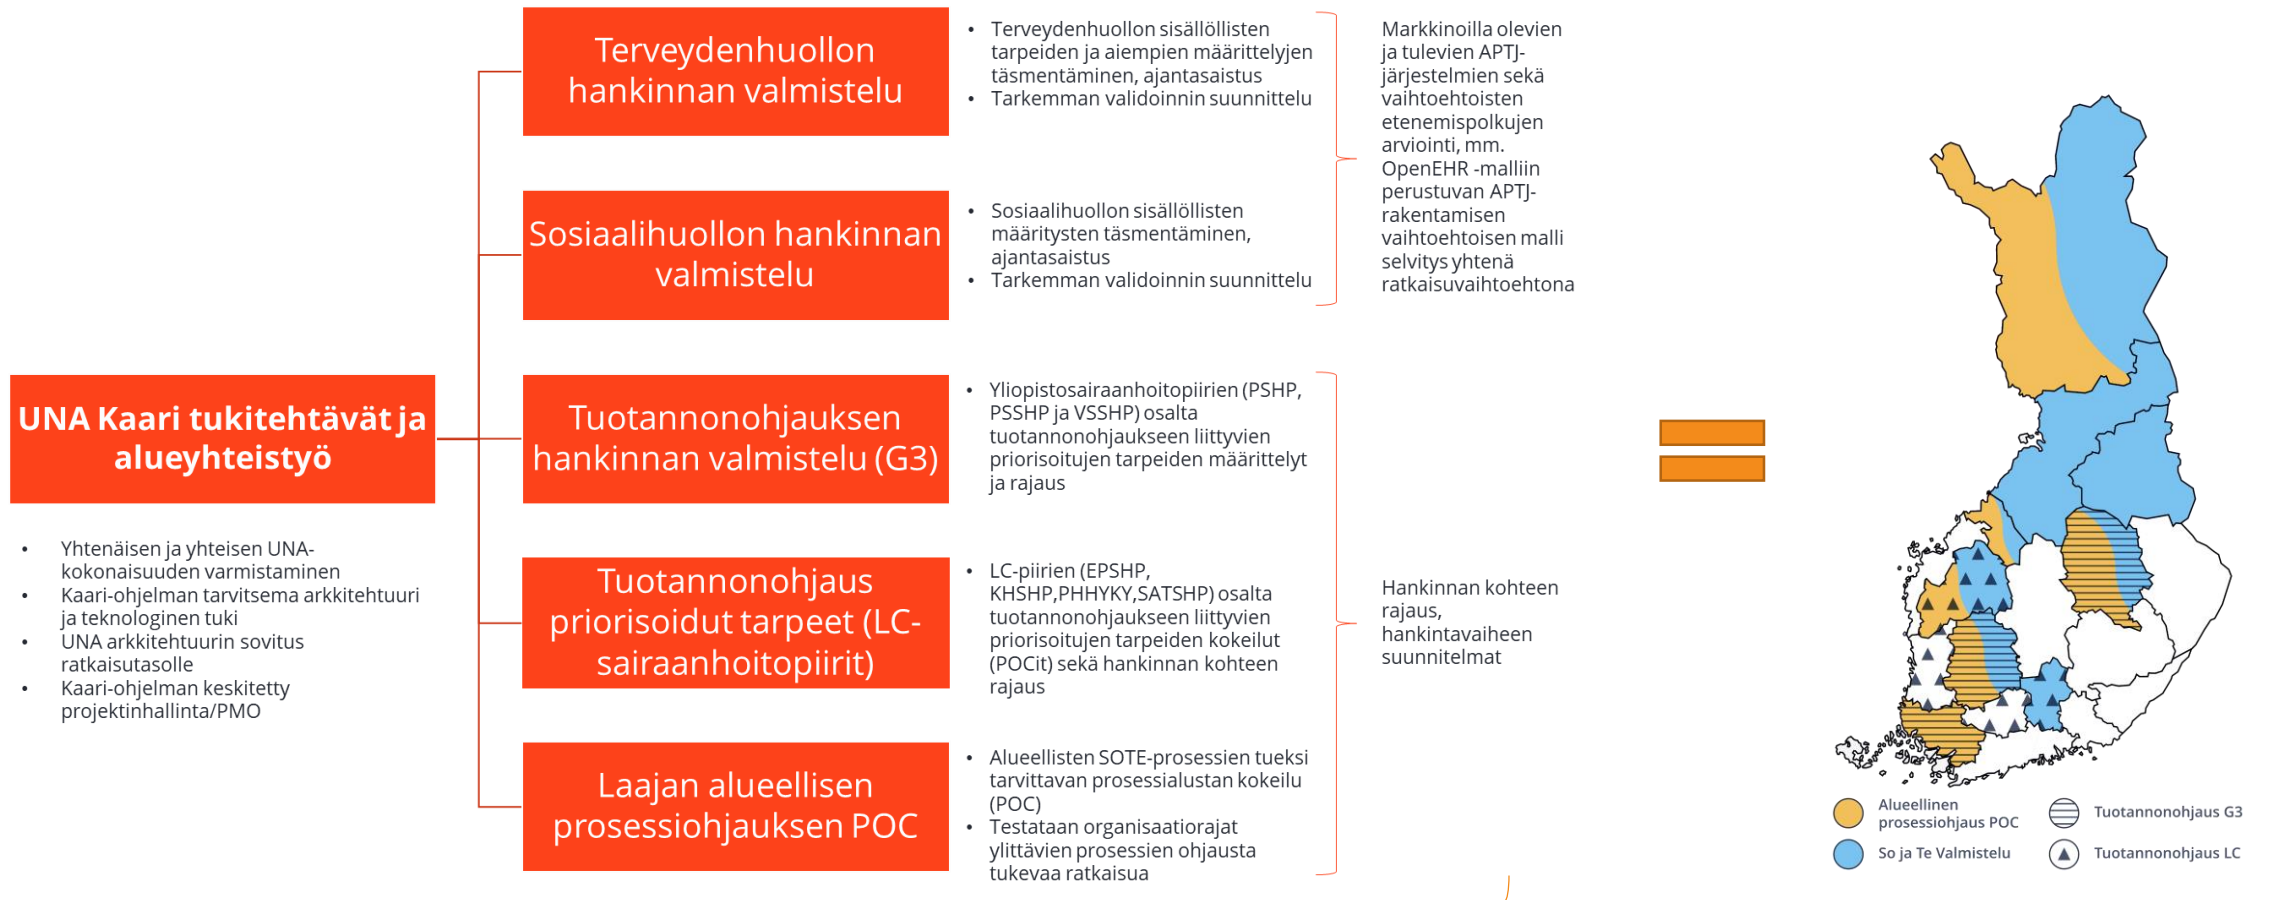 UNA Kaari tukitehtävät ja
alueyhteistyö
• Yhtenäisen ja yhteisen UNA-
kokonaisuuden varmistaminen
• Kaari-ohjelman tarvitsema arkkitehtuuri
ja teknologinen tuki
• UNA arkkitehtuurin sovitus
ratkaisutasolle
• Kaari-ohjelman keskitetty
projektinhallinta/PMO
Terveydenhuollon
hankinnan valmistelu
• Terveydenhuollon sisällöllisten
tarpeiden ja aiempien määrittelyjen
täsmentäminen, ajantasaistus
• Tarkemman validoinnin suunnittelu
Sosiaalihuollon hankinnan
valmistelu
• Sosiaalihuollon sisällöllisten
määritysten täsmentäminen,
ajantasaistus
• Tarkemman validoinnin suunnittelu
Markkinoilla olevien
ja tulevien APTJ-
järjestelmien sekä
vaihtoehtoisten
etenemispolkujen
arviointi, mm.
OpenEHR -malliin
perustuvan APTJ-
rakentamisen
vaihtoehtoisen malli
selvitys yhtenä
ratkaisuvaihtoehtona
Tuotannonohjauksen
hankinnan valmistelu (G3)
• Yliopistosairaanhoitopiirien (PSHP,
PSSHP ja VSSHP) osalta
tuotannonohjaukseen liittyvien
priorisoitujen tarpeiden määrittelyt
ja rajaus
Tuotannonohjaus
priorisoidut tarpeet (LC-
sairaanhoitopiirit)
• LC-piirien (EPSHP,
KHSHP,PHHYKY,SATSHP) osalta
tuotannonohjaukseen liittyvien
priorisoitujen tarpeiden kokeilut
(POCit) sekä hankinnan kohteen
rajaus
Laajan alueellisen
prosessiohjauksen POC
• Alueellisten SOTE-prosessien tueksi
tarvittavan prosessialustan kokeilu
(POC)
• Testataan organisaatiorajat
ylittävien prosessien ohjausta
tukevaa ratkaisua
Hankinnan kohteen
rajaus,
hankintavaiheen
suunnitelmat
Alueellinen
prosessiohjaus POC
So ja Te Valmistelu
Tuotannonohjaus G3
Tuotannonohjaus LC